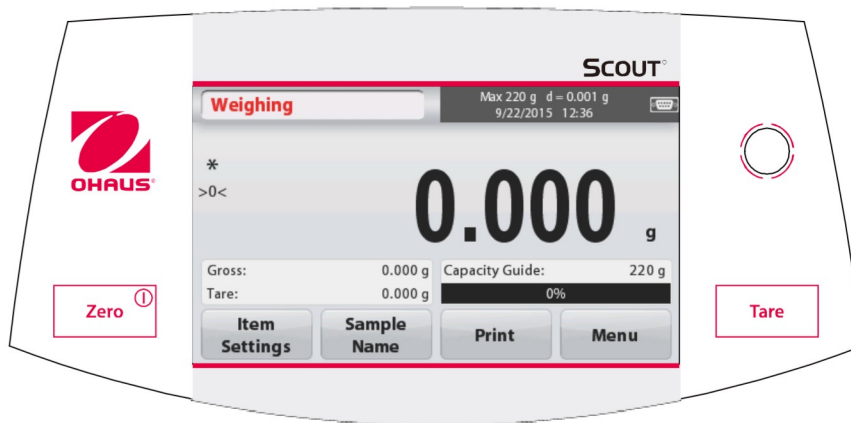 SCOUT
Weighing
Max 220 g d = 0.001 g
9/22/2015 12:36
OHAUS
*
>0<
0.000 g
Gross: 0.000 g
Tare: 0.000 g
Capacity Guide: 220 g
0%
Zero
Item Settings
Sample Name
Print
Menu
Tare